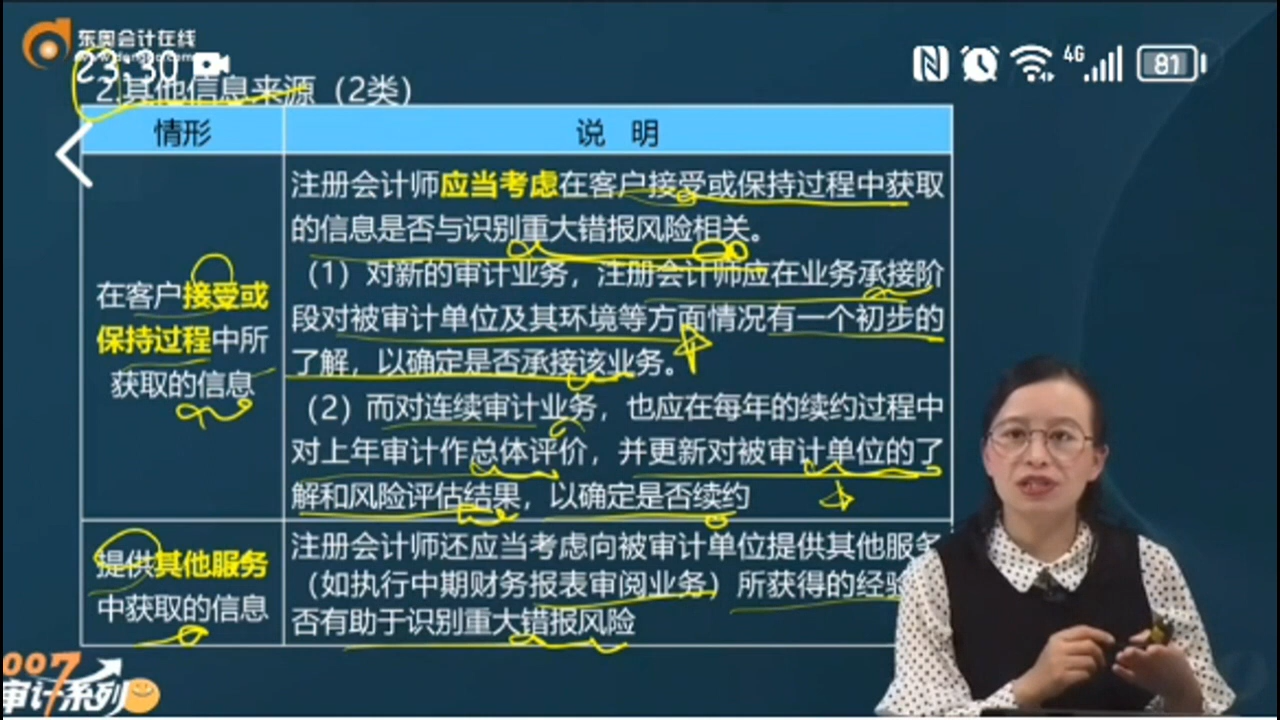 东奥会计在线
www.dongao.com
23:30
4G
81
2.其他信息来源（2类）
情形
说 明
在客户接受或
保持过程中所
获取的信息
注册会计师应当考虑在客户接受或保持过程中获取
的信息是否与识别重大错报风险相关。
（1）对新的审计业务，注册会计师应在业务承接阶
段对被审计单位及其环境等方面情况有一个初步的
了解，以确定是否承接该业务。
（2）而对连续审计业务，也应在每年的续约过程中
对上年审计作总体评价，并更新对被审计单位的了
解和风险评估结果，以确定是否续约
提供其他服务
中获取的信息
注册会计师还应当考虑向被审计单位提供其他服务
（如执行中期财务报表审阅业务）所获得的经验
否有助于识别重大错报风险
007
审计系列